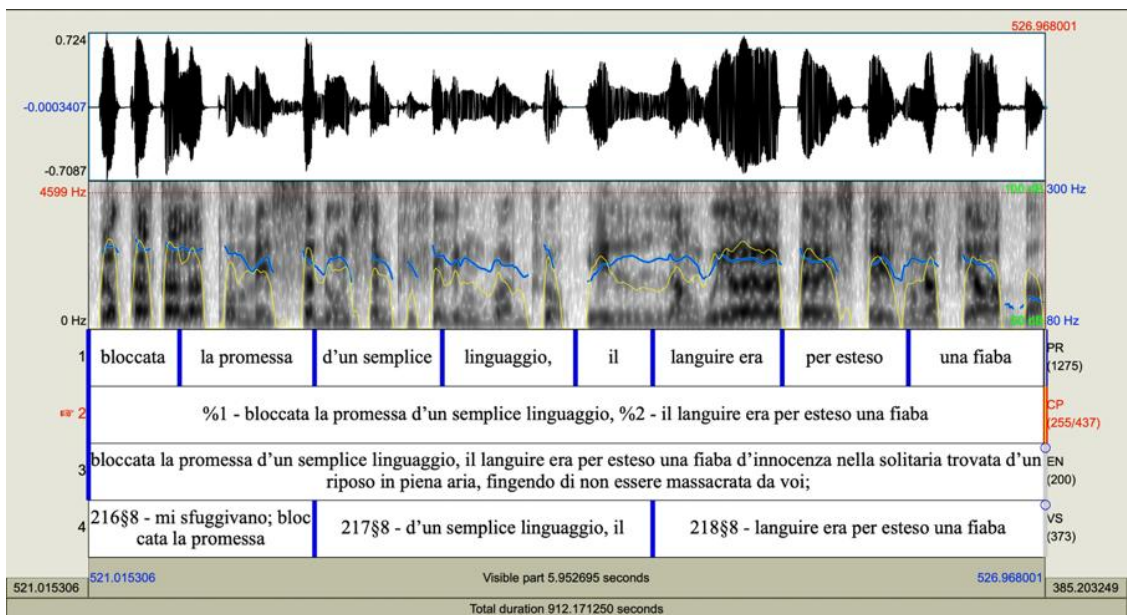 526.968001
0.724
-0.0003407
-0.7087
4599 Hz
100 dB
300 Hz
0 Hz
80 Hz
1 bloccata la promessa d’un semplice linguaggio, il languire era per esteso una fiaba PR
(1275)
2 %1 - bloccata la promessa d’un semplice linguaggio, %2 - il languire era per esteso una fiaba CP
(255/437)
3 bloccata la promessa d’un semplice linguaggio, il languire era per esteso una fiaba d’innocenza nella solitaria trovata d’un EN
riposo in piena aria, fingendo di non essere massacrata da voi; (200)
4 216§8 - mi sfuggivano; bloc
cata la promessa
217§8 - d’un semplice linguaggio, il
218§8 - languire era per esteso una fiaba
VS
(373)
521.015306 Visible part 5.952695 seconds 526.968001
521.015306 385.203249
Total duration 912.171250 seconds